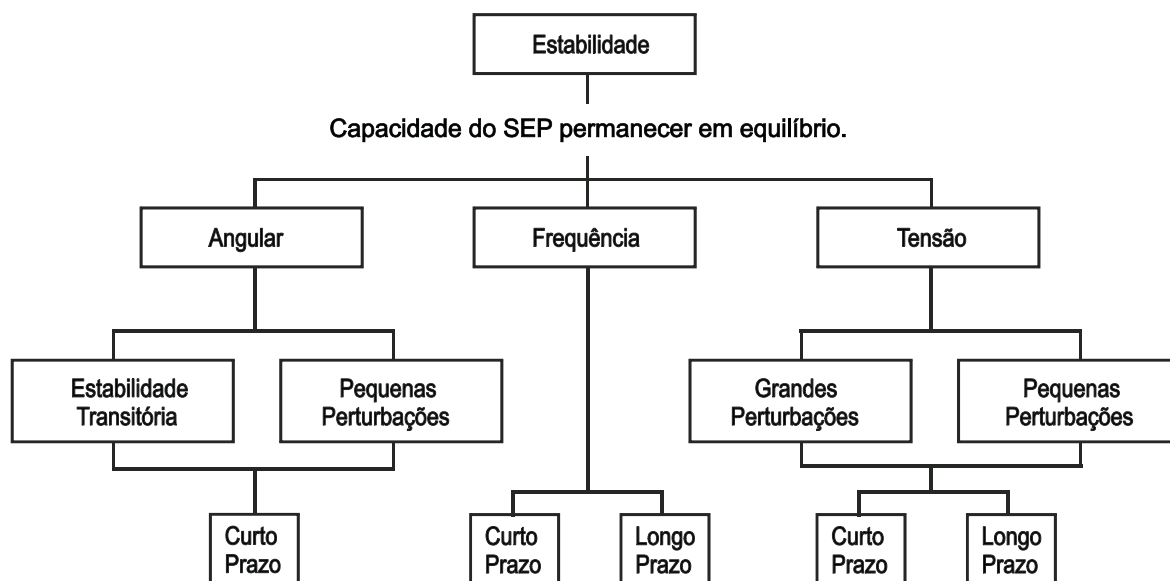 Estabilidade
Capacidade do SEP permanecer em equilíbrio.
Angular
Frequência
Tensão
Estabilidade
Transitória
Pequenas
Perturbações
Grandes
Perturbações
Pequenas
Perturbações
Curto
Prazo
Curto
Prazo
Longo
Prazo
Curto
Prazo
Longo
Prazo